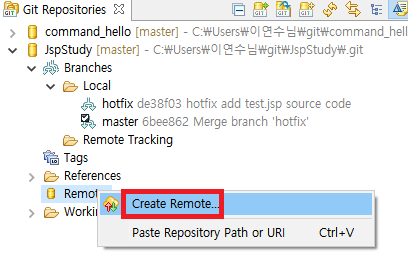 Git Repositories
command_hello [master] - C:₩Users₩이연수님₩git₩command_hell
JspStudy [master] - C:₩Users₩이연수님₩git₩JspStudy₩.git
Branches
Local
hotfix de38f03 hotfix add test.jsp source code
master 6bee862 Merge branch 'hotfix'
Remote Tracking
Tags
References
Remot
Create Remote...
Workin
Paste Repository Path or URI Ctrl+V